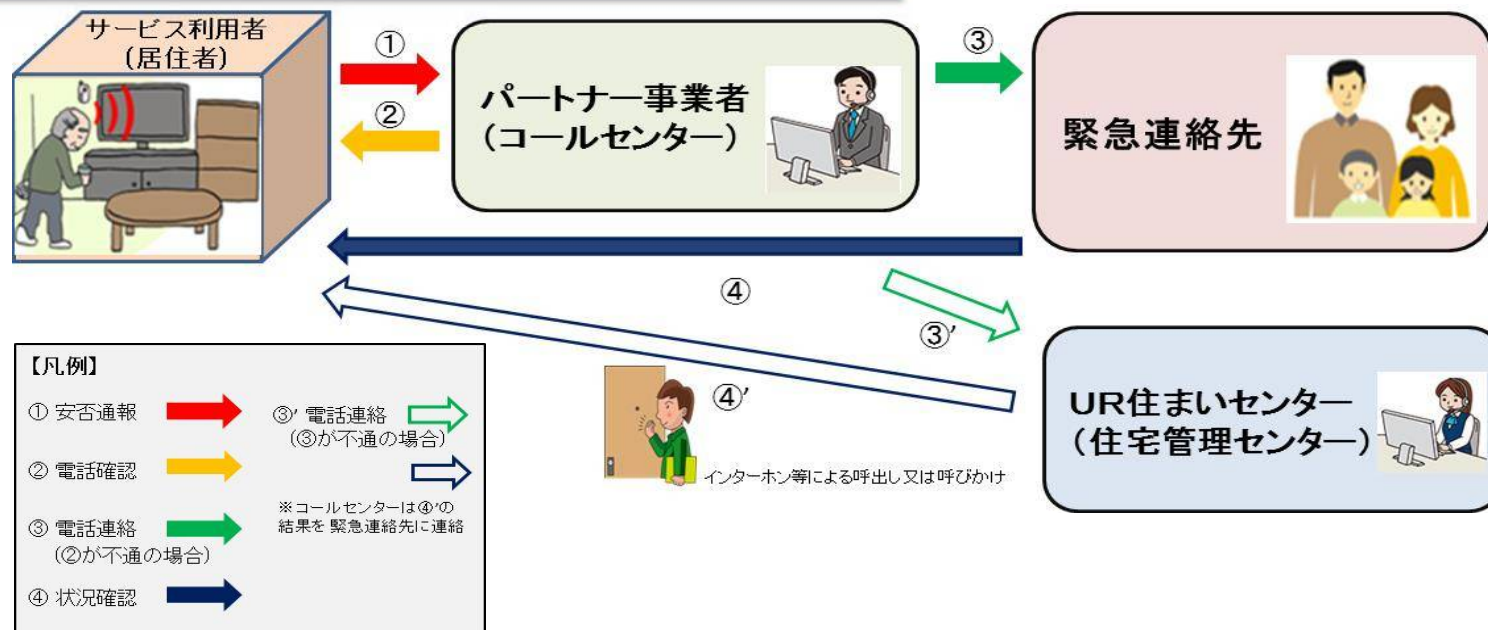 サービス利用者
(居住者)
①
②
パートナー事業者
(コールセンター)
③
緊急連絡先
④
③’
④’
インターホン等による呼出し又は呼びかけ
UR住まいセンター
(住宅管理センター)
【凡例】
① 安否通報
② 電話確認
③ 電話連絡
(②が不通の場合)
④ 状況確認
③’ 電話連絡
(③が不通の場合)
※コールセンターは④’の
結果を緊急連絡先に連絡